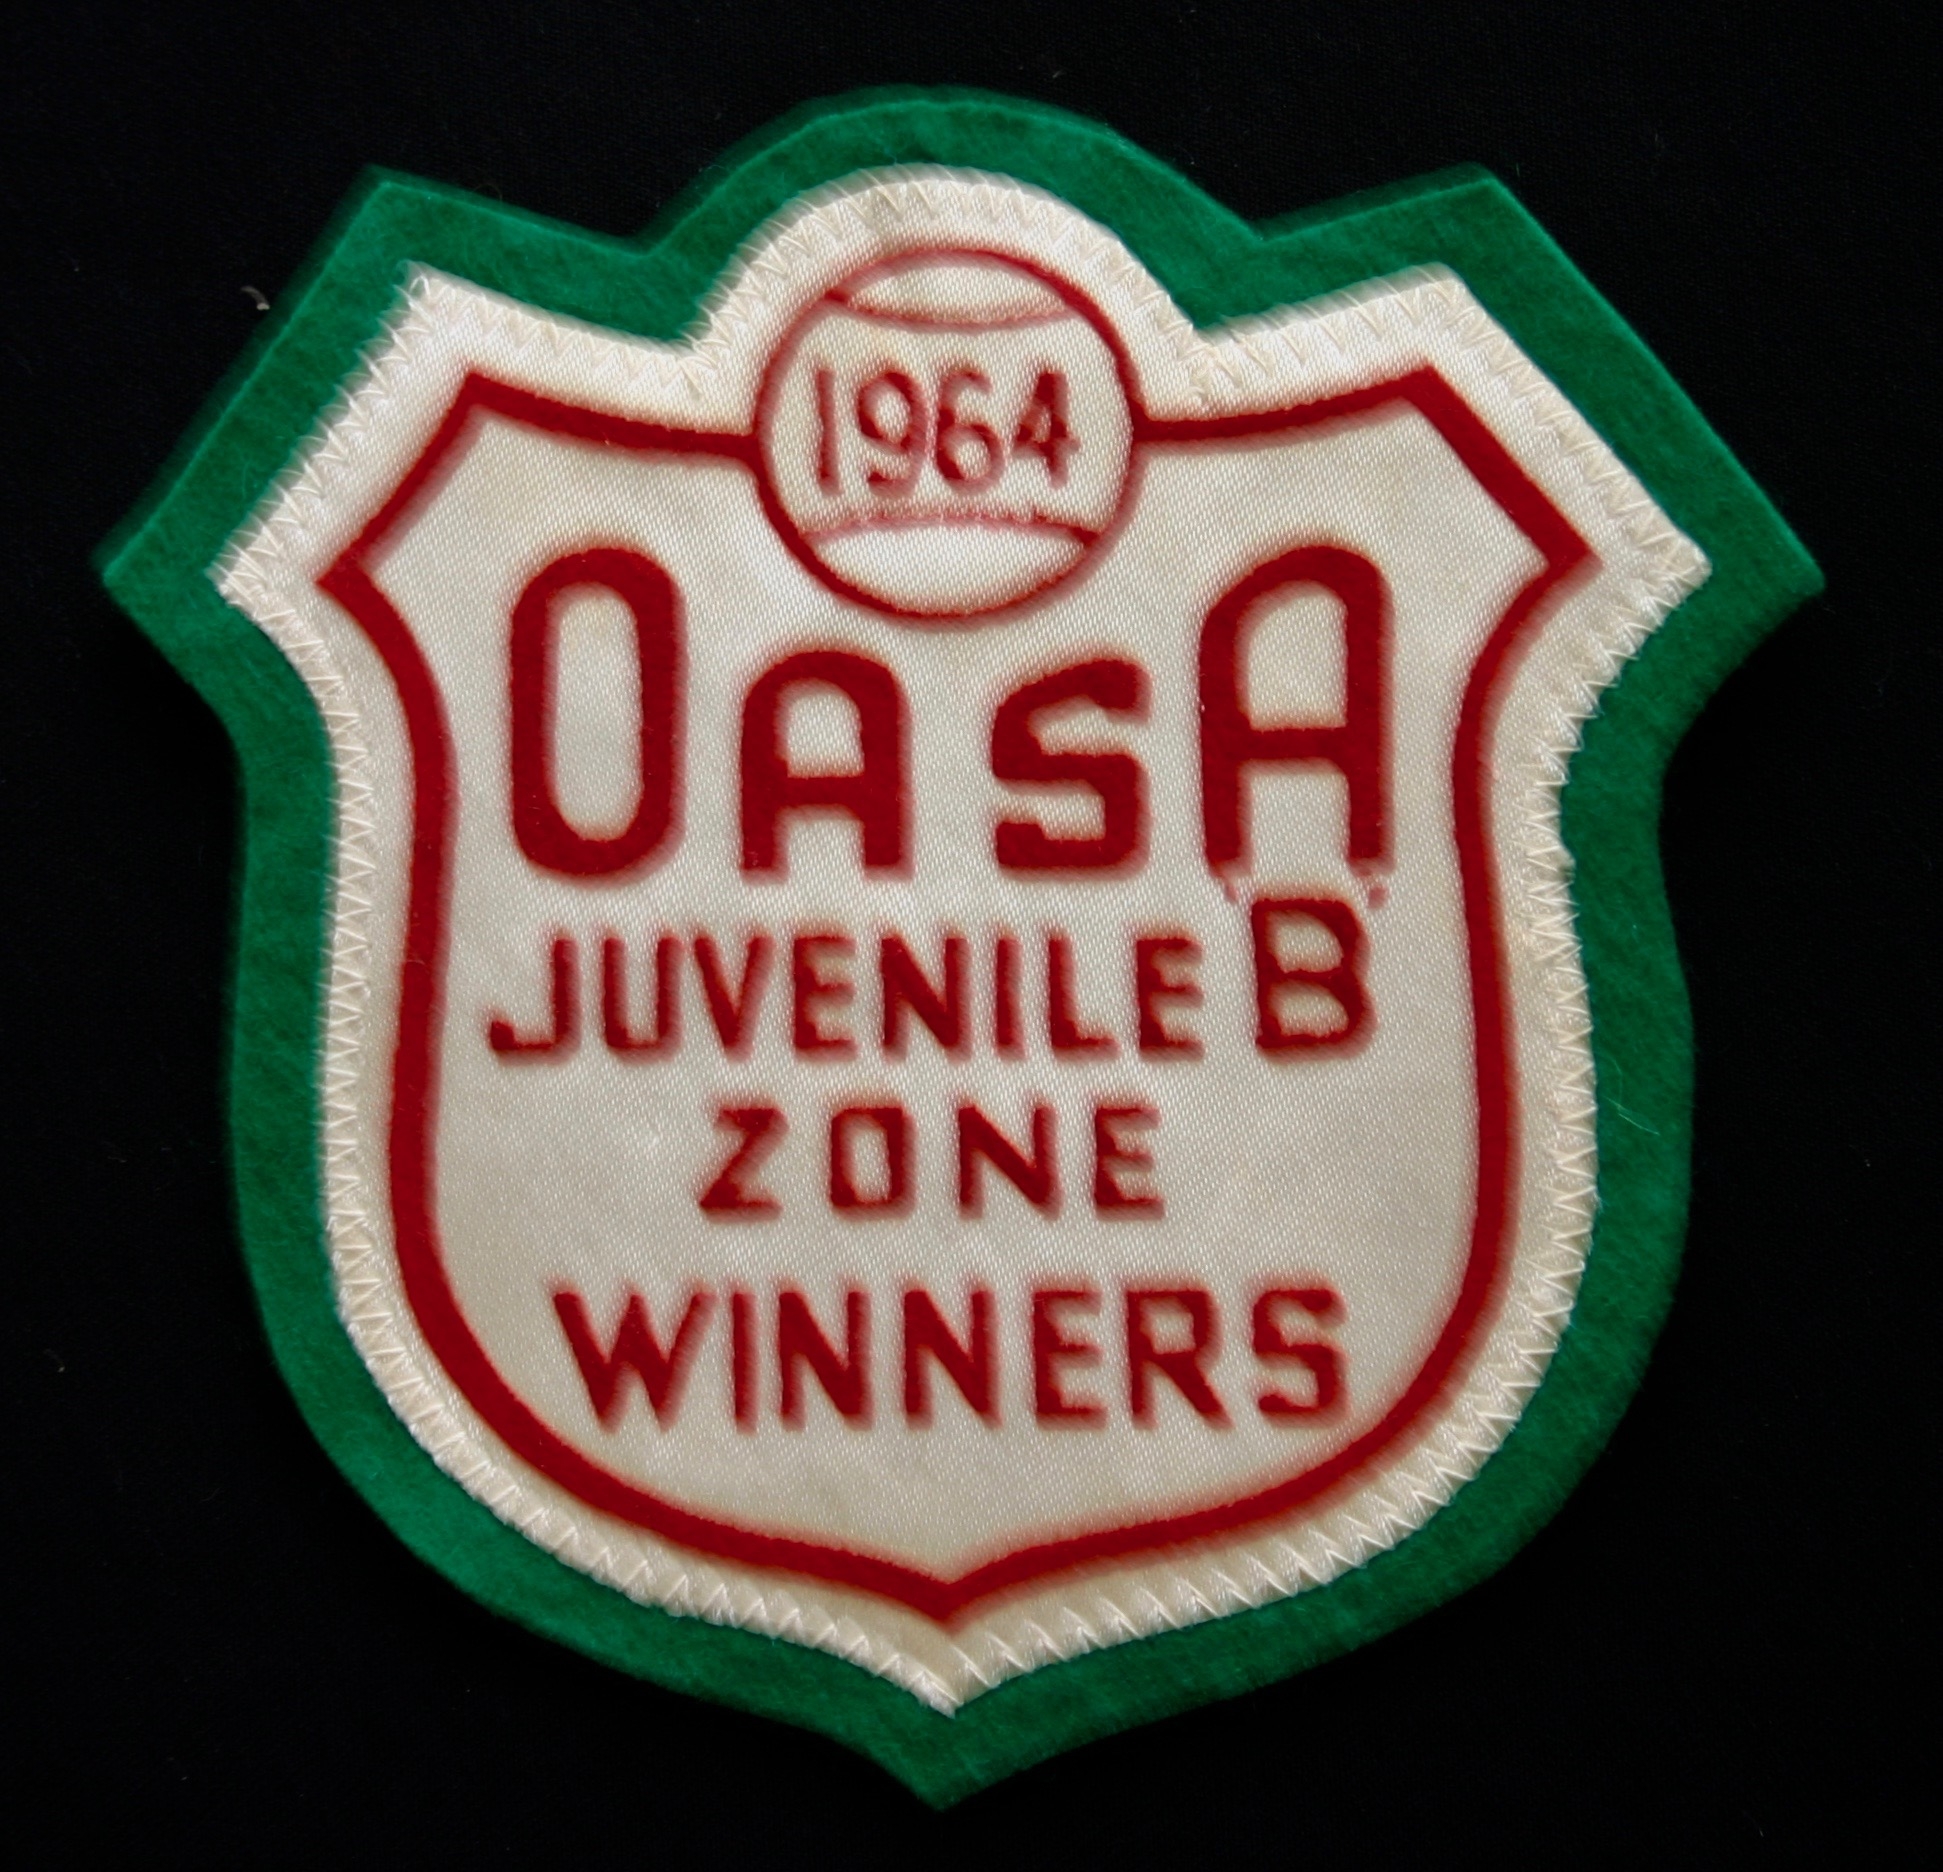 1964
OASA
JUVENILE B
ZONE
WINNERS